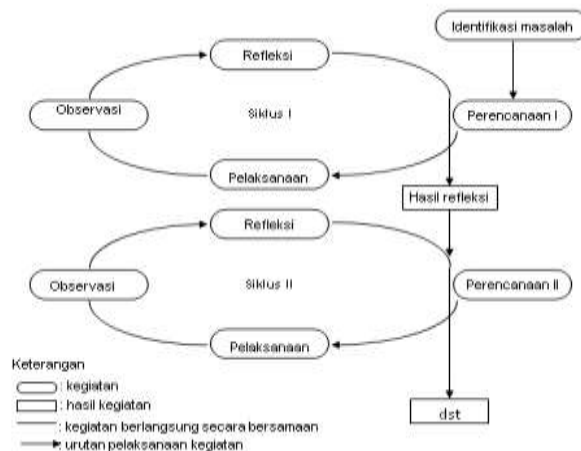 Identifikasi masalah
Refleksi
Observasi
Siklus I
Perencanaan I
Pelaksanaan
Hasil refleksi
Refleksi
Observasi
Siklus II
Perencanaan II
Pelaksanaan
Keterangan
: kegiatan
: hasil kegiatan
: kegiatan berlangsung secara bersamaan
: urutan pelaksanaan kegiatan
dst